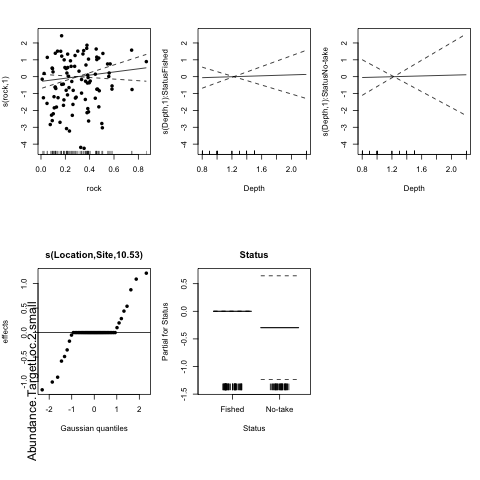 s(rock,1)
2
1
0
-1
-2
-3
-4
0.0 0.2 0.4 0.6 0.8
rock
s(Depth,1):StatusFished
2
1
0
-1
-2
-3
-4
0.8 1.2 1.6 2.0
Depth
s(Depth,1):StatusNo-take
2
1
0
-1
-2
-3
-4
0.8 1.2 1.6 2.0
Depth
s(Location,Site,10.53)
effects
1.0
0.5
0.0
-0.5
-1.0
-2 -1 0 1 2
Gaussian quantiles
Status
Partial for Status
0.5
0.0
-0.5
-1.0
-1.5
Fished No-take
Status
Abundance.TargetLoc.2.small